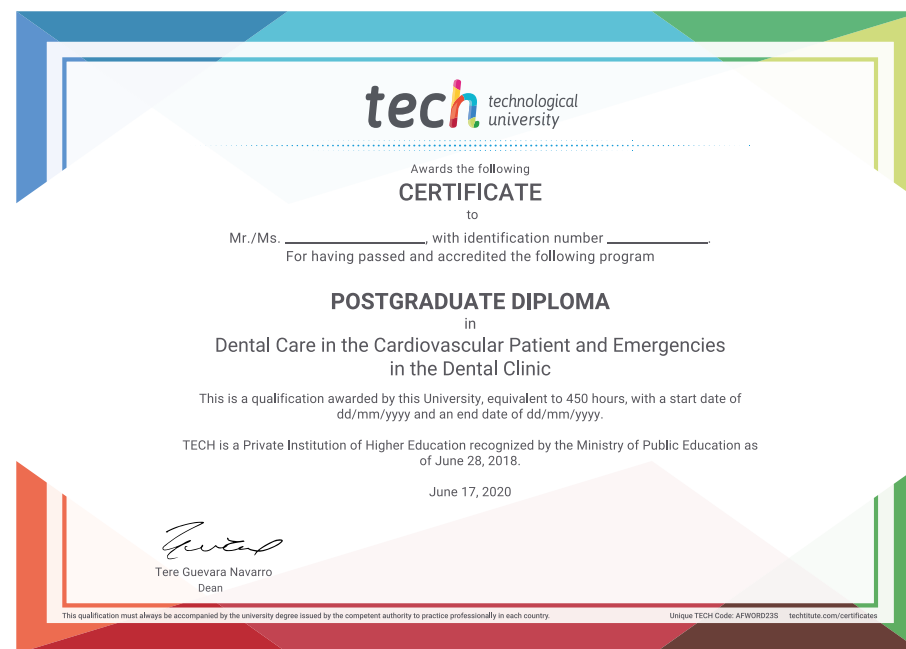 tech technological
university
Awards the following
CERTIFICATE
to
Mr./Ms. ____________________, with identification number ______________.
For having passed and accredited the following program
POSTGRADUATE DIPLOMA
in
Dental Care in the Cardiovascular Patient and Emergencies
in the Dental Clinic
This is a qualification awarded by this University, equivalent to 450 hours, with a start date of
dd/mm/yyyy and an end date of dd/mm/yyyy.
TECH is a Private Institution of Higher Education recognized by the Ministry of Public Education as
of June 28, 2018.
June 17, 2020
Tere Guevara Navarro
Dean
This qualification must always be accompanied by the university degree issued by the competent authority to practice professionally in each country. Unique TECH Code: AFWORD23S techtitute.com/certificates